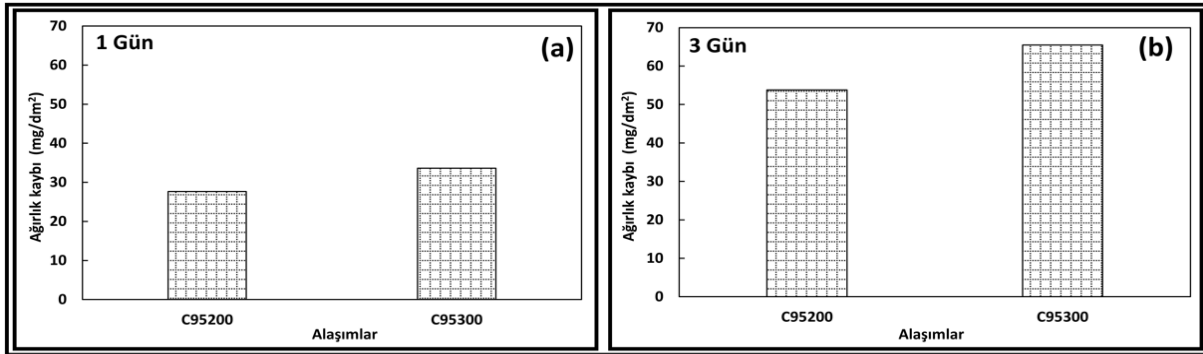 1 Gün
(a)
Ağırlık kaybı (mg/dm²)
70
60
50
40
30
20
10
0
C95200
C95300
Alaşımlar
3 Gün
(b)
Ağırlık kaybı (mg/dm²)
70
60
50
40
30
20
10
0
C95200
C95300
Alaşımlar